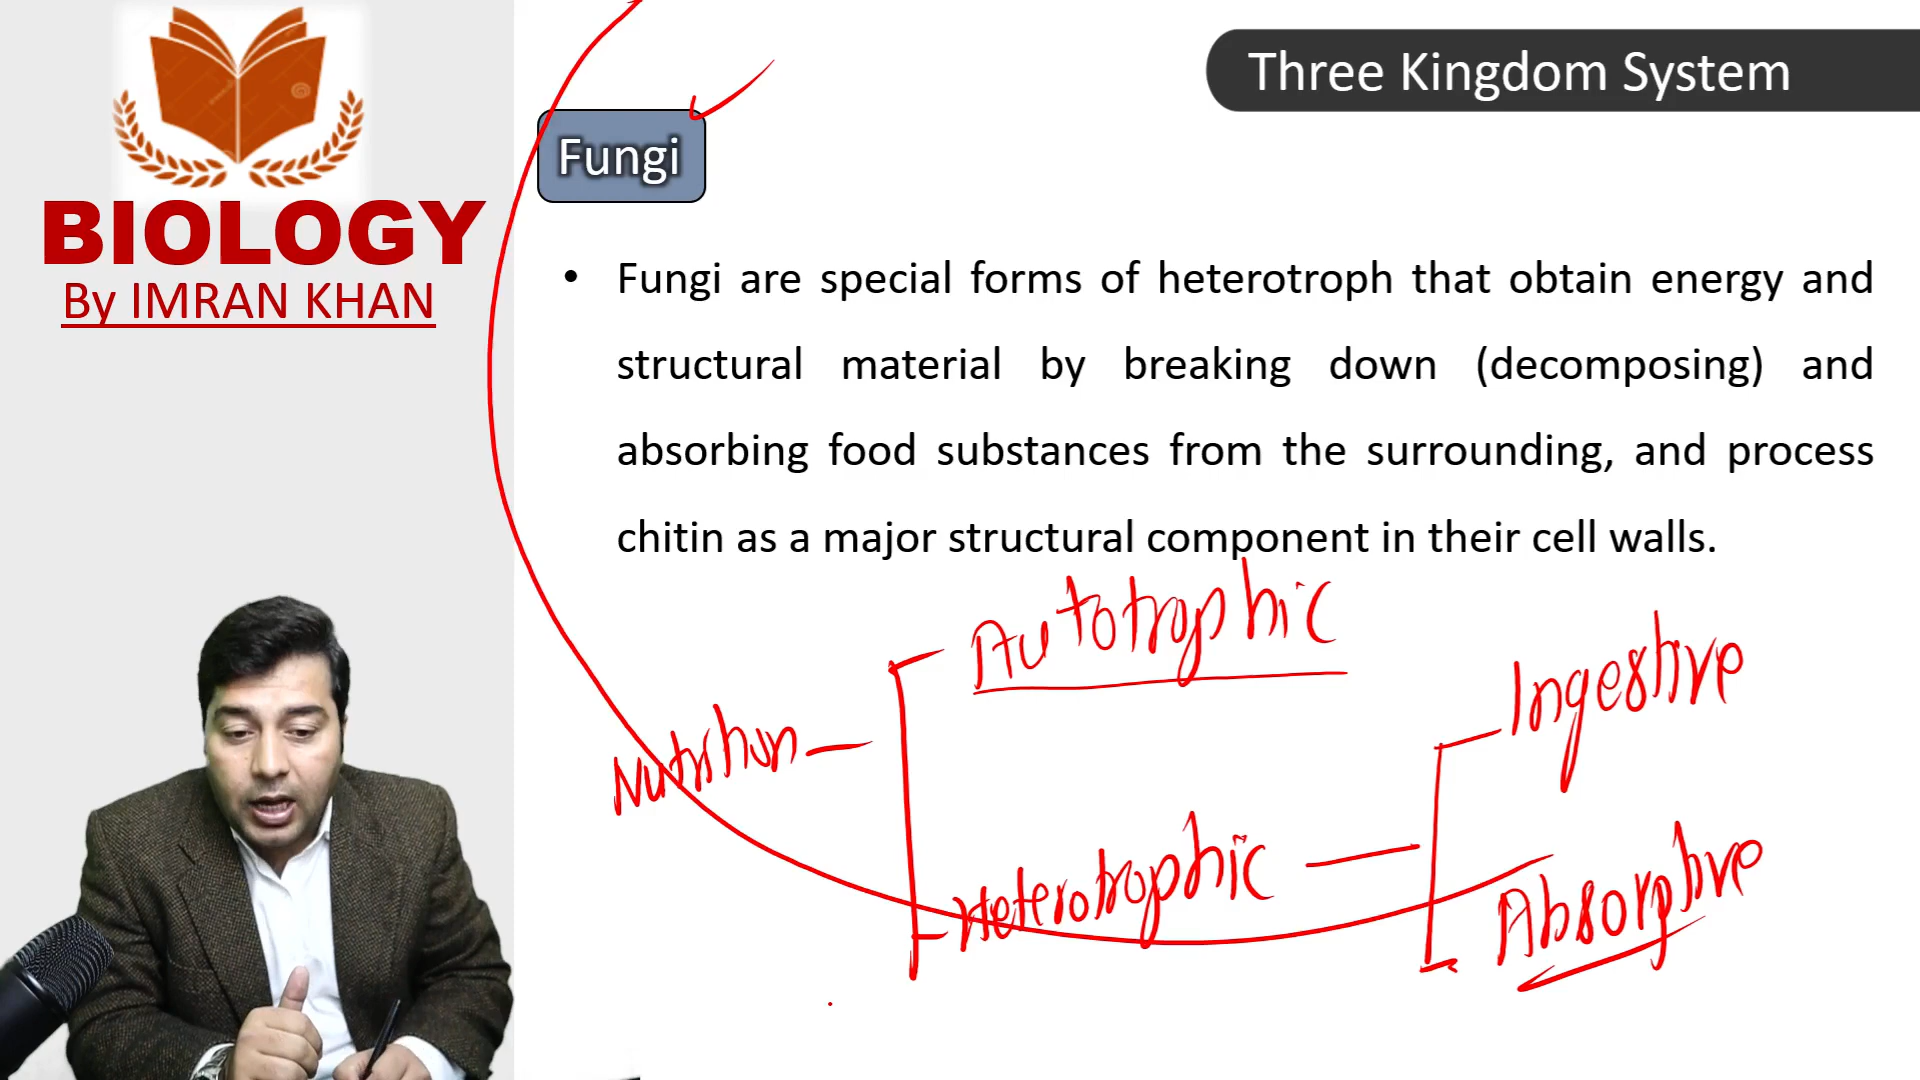 Three Kingdom System
BIOLOGY
By IMRAN KHAN
Fungi
• Fungi are special forms of heterotroph that obtain energy and
structural material by breaking down (decomposing) and
absorbing food substances from the surrounding, and process
chitin as a major structural component in their cell walls.
Autotrophic
Ingestive
Nutrition
Heterotrophic
Absorptive